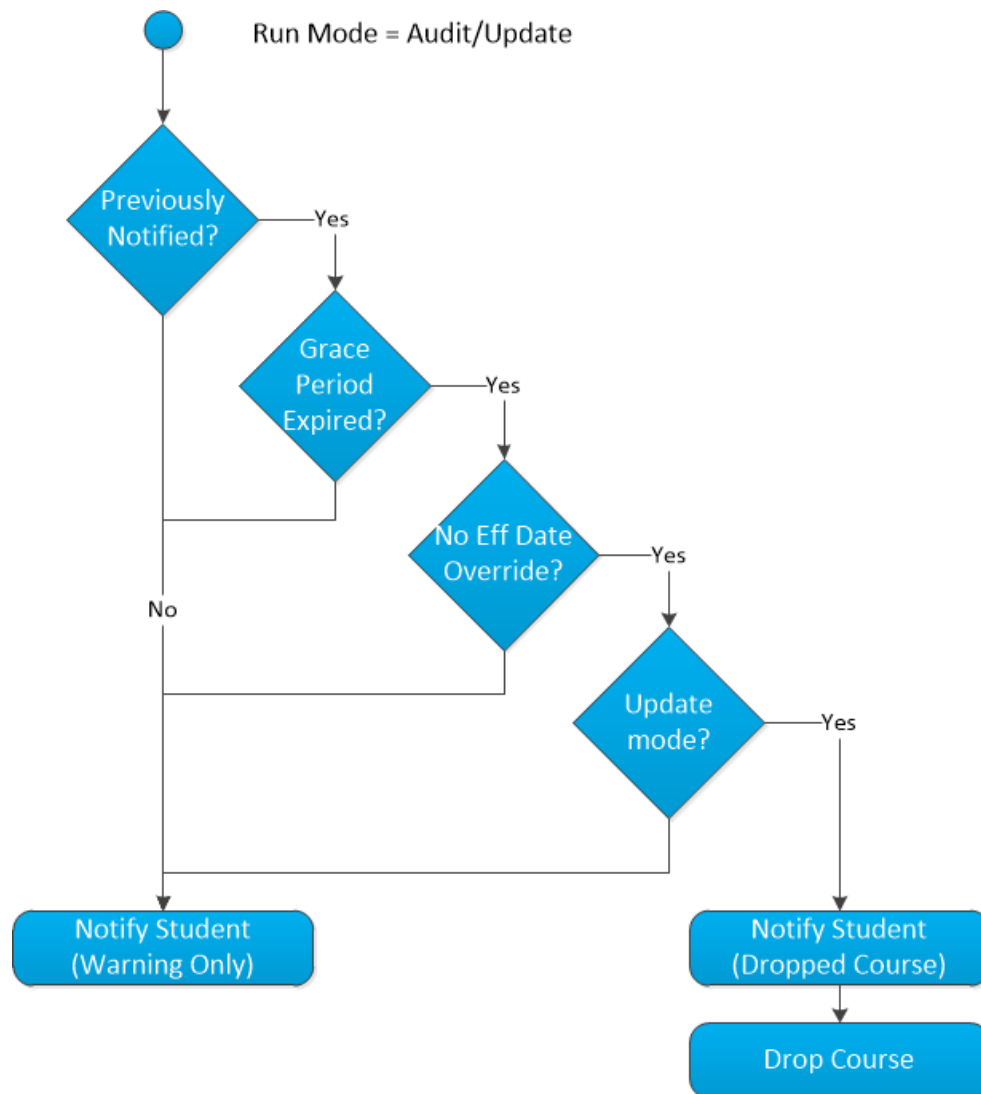 Run Mode = Audit/Update
Previously
Notified?
Yes
Grace
Period
Expired?
Yes
No Eff Date
Override?
Yes
No
Update
mode?
Yes
Notify Student
(Warning Only)
Notify Student
(Dropped Course)
Drop Course